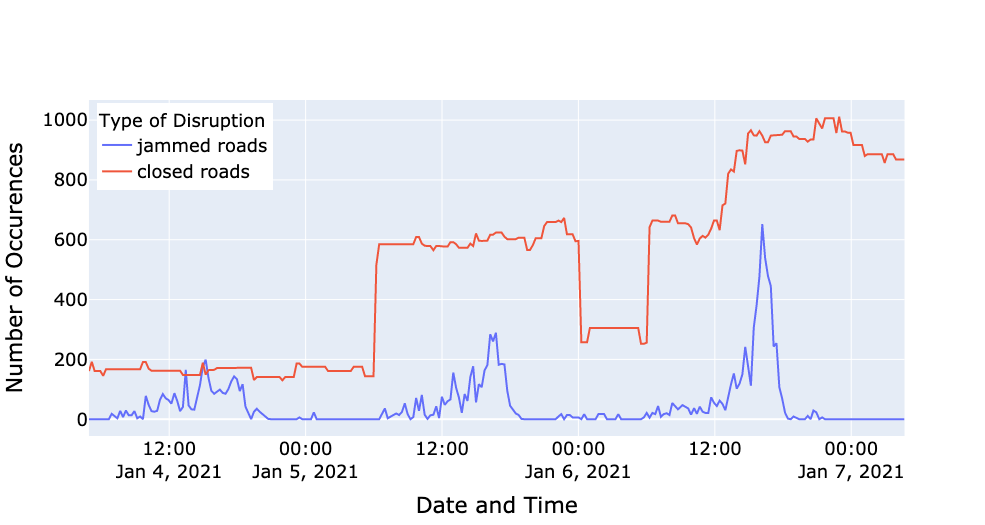 Type of Disruption
jammed roads
closed roads
1000
800
600
400
200
0
Number of Occurences
12:00 00:00 12:00 00:00 12:00 00:00
Jan 4, 2021 Jan 5, 2021 Jan 6, 2021 Jan 7, 2021
Date and Time